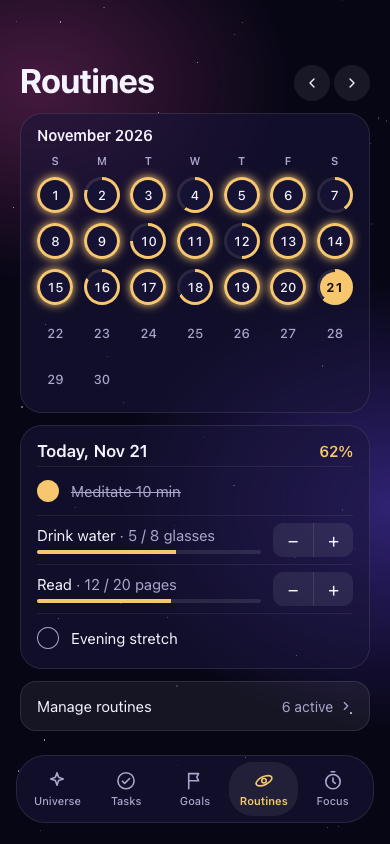 Routines
November 2026
S M T W T F S
1 2 3 4 5 6 7
8 9 10 11 12 13 14
15 16 17 18 19 20 21
22 23 24 25 26 27 28
29 30
Today, Nov 21 62%
Meditate 10 min
Drink water · 5 / 8 glasses − +
Read · 12 / 20 pages − +
Evening stretch
Manage routines 6 active
Universe Tasks Goals Routines Focus